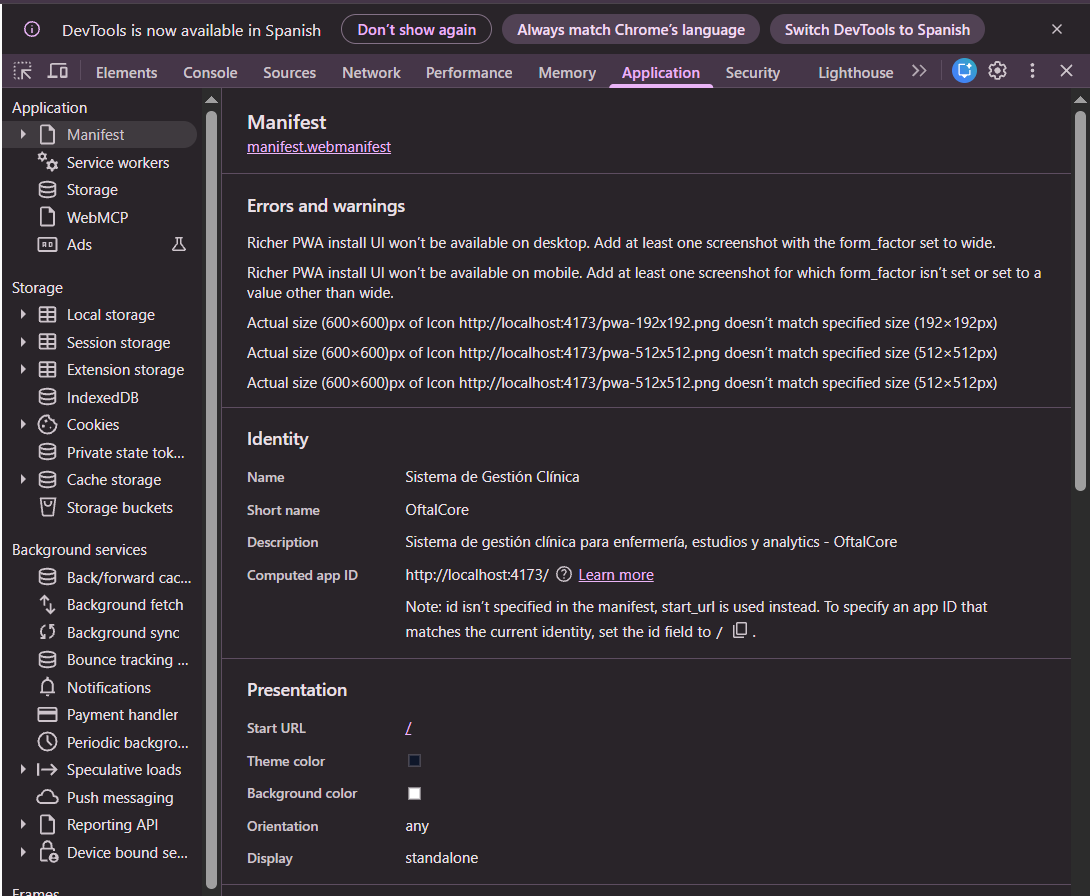 DevTools is now available in Spanish
Don't show again
Always match Chrome's language
Switch DevTools to Spanish
Elements
Console
Sources
Network
Performance
Memory
Application
Security
Lighthouse
Application
Manifest
Service workers
Storage
WebMCP
Ads
Storage
Local storage
Session storage
Extension storage
IndexedDB
Cookies
Private state tok...
Cache storage
Storage buckets
Background services
Back/forward cac...
Background fetch
Background sync
Bounce tracking ...
Notifications
Payment handler
Periodic backgro...
Speculative loads
Push messaging
Reporting API
Device bound se...
Frames
Manifest
manifest.webmanifest
Errors and warnings
Richer PWA install UI won't be available on desktop. Add at least one screenshot with the form_factor set to wide.
Richer PWA install UI won't be available on mobile. Add at least one screenshot for which form_factor isn't set or set to a
value other than wide.
Actual size (600×600)px of Icon http://localhost:4173/pwa-192x192.png doesn't match specified size (192×192px)
Actual size (600×600)px of Icon http://localhost:4173/pwa-512x512.png doesn't match specified size (512×512px)
Actual size (600×600)px of Icon http://localhost:4173/pwa-512x512.png doesn't match specified size (512×512px)
Identity
Name Sistema de Gestión Clínica
Short name OftalCore
Description Sistema de gestión clínica para enfermería, estudios y analytics - OftalCore
Computed app ID http://localhost:4173/ Learn more
Note: id isn't specified in the manifest, start_url is used instead. To specify an app ID that
matches the current identity, set the id field to / .
Presentation
Start URL /
Theme color
Background color
Orientation any
Display standalone